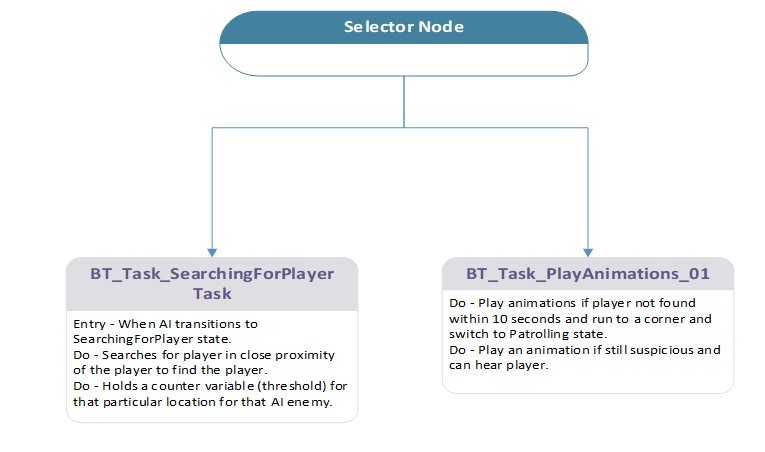 Selector Node
BT_Task_SearchingForPlayer
Task
Entry - When AI transitions to
SearchingForPlayer state.
Do - Searches for player in close proximity
of the player to find the player.
Do - Holds a counter variable (threshold) for
that particular location for that AI enemy.
BT_Task_PlayAnimations_01
Do - Play animations if player not found
within 10 seconds and run to a corner and
switch to Patrolling state.
Do - Play an animation if still suspicious and
can hear player.